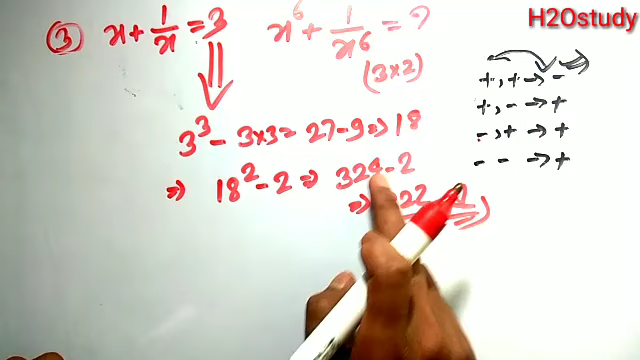 H2Ostudy
③ x + 1/x = 3 x⁶ + 1/x⁶ = ?
(3×2)
3³ - 3×3 = 27-9 ⇒ 18
⇒ 18² - 2 ⇒ 324 - 2
⇒ 22
+, + → -
+, - → +
-, + → +
- - → +